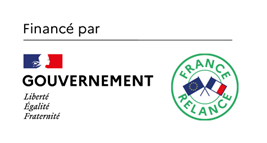 Financé par
GOUVERNEMENT
Liberté
Égalité
Fraternité
FRANCE
RELANCE